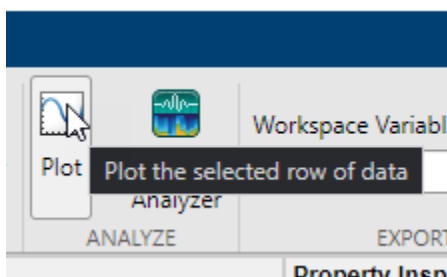 Workspace Variabl
Plot
Plot the selected row of data
Analyzer
ANALYZE
EXPORT
Property Insp